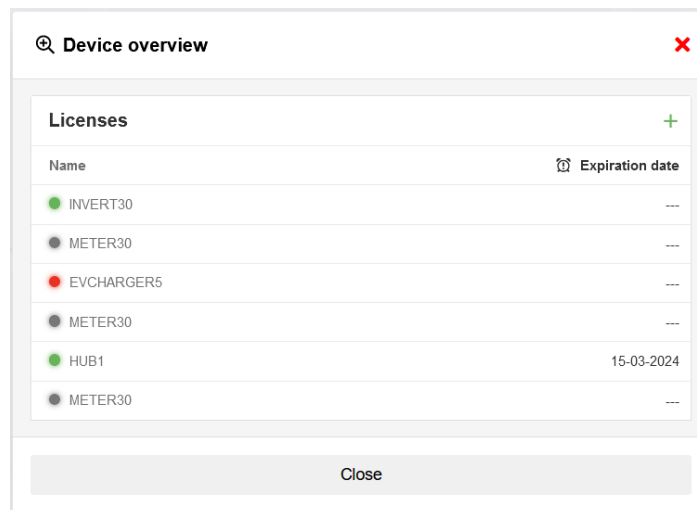 Device overview
Licenses
Name Expiration date
INVERT30 ---
METER30 ---
EVCHARGER5 ---
METER30 ---
HUB1 15-03-2024
METER30 ---
Close